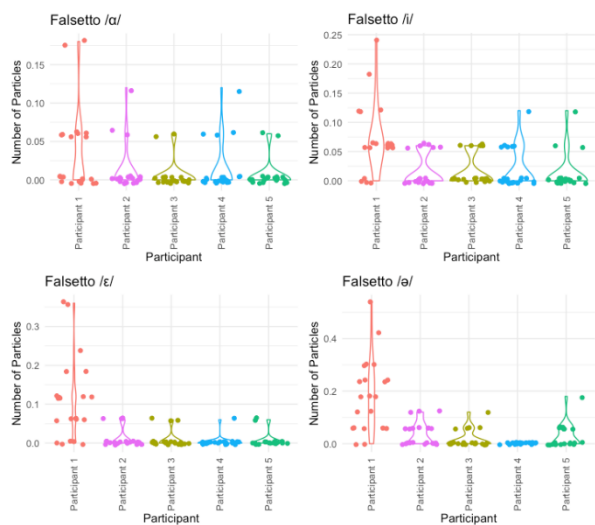 Falsetto /ɑ/
Number of Particles
0.15
0.10
0.05
0.00
Participant 1
Participant 2
Participant 3
Participant 4
Participant 5
Participant
Falsetto /i/
Number of Particles
0.25
0.20
0.15
0.10
0.05
0.00
Participant 1
Participant 2
Participant 3
Participant 4
Participant 5
Participant
Falsetto /ɛ/
Number of Particles
0.3
0.2
0.1
0.0
Participant 1
Participant 2
Participant 3
Participant 4
Participant 5
Participant
Falsetto /ə/
Number of Particles
0.4
0.2
0.0
Participant 1
Participant 2
Participant 3
Participant 4
Participant 5
Participant